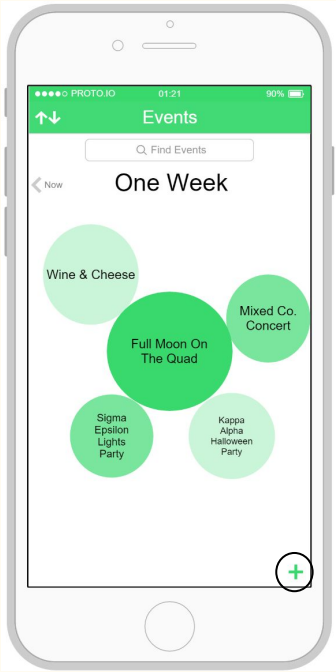 PROTO.IO 01:21 90%
Events
Find Events
Now
One Week
Wine & Cheese
Mixed Co.
Concert
Full Moon On
The Quad
Sigma
Epsilon
Lights
Party
Kappa
Alpha
Halloween
Party
+